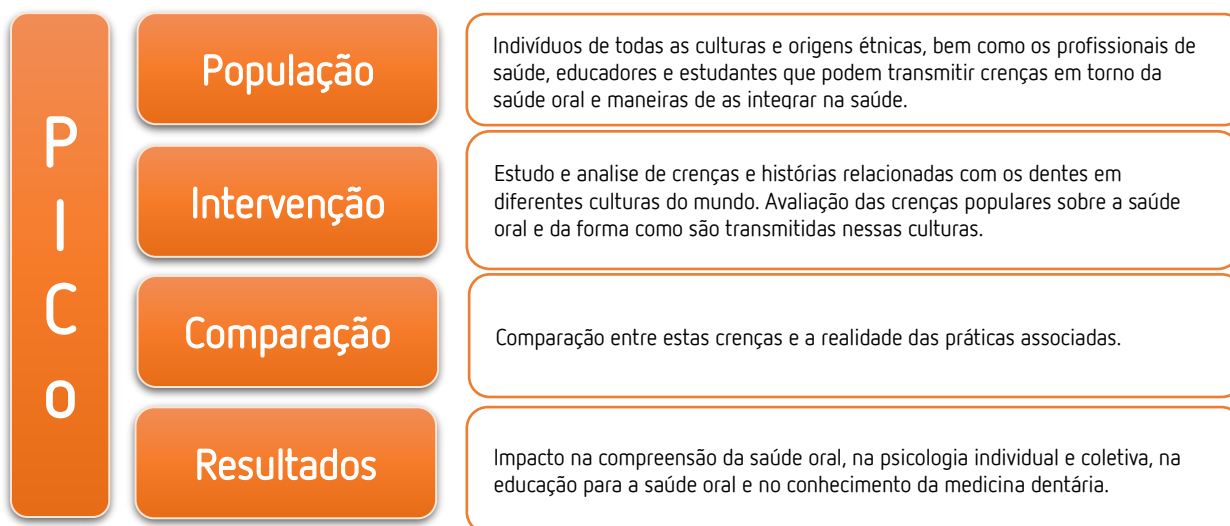 P
I
C
o
População
Indivíduos de todas as culturas e origens étnicas, bem como os profissionais de
saúde, educadores e estudantes que podem transmitir crenças em torno da
saúde oral e maneiras de as integrar na saúde.
Intervenção
Estudo e analise de crenças e histórias relacionadas com os dentes em
diferentes culturas do mundo. Avaliação das crenças populares sobre a saúde
oral e da forma como são transmitidas nessas culturas.
Comparação
Comparação entre estas crenças e a realidade das práticas associadas.
Resultados
Impacto na compreensão da saúde oral, na psicologia individual e coletiva, na
educação para a saúde oral e no conhecimento da medicina dentária.